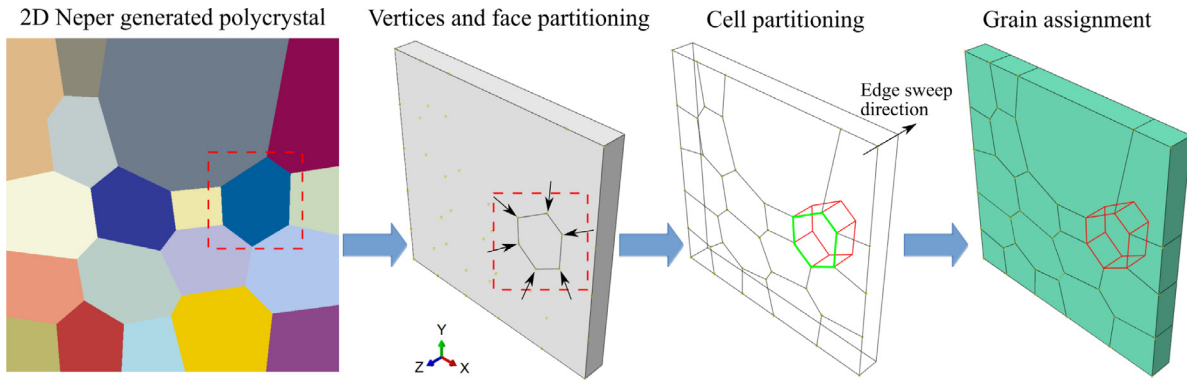 2D Neper generated polycrystal
Vertices and face partitioning
Cell partitioning
Grain assignment
Edge sweep
direction
Y
Z
X